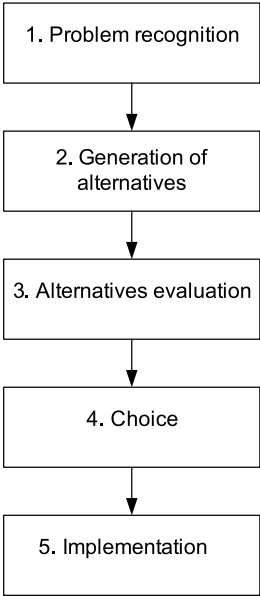 1. Problem recognition
2. Generation of
alternatives
3. Alternatives evaluation
4. Choice
5. Implementation